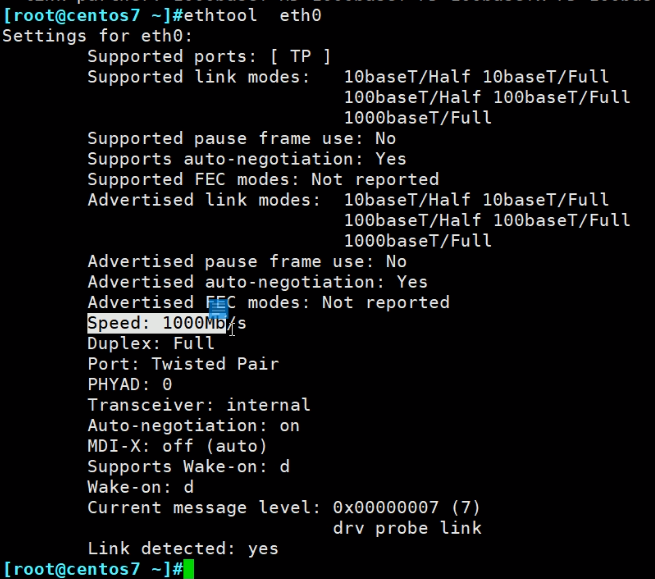 [root@centos7 ~]#ethtool  eth0
Settings for eth0:
        Supported ports: [ TP ]
        Supported link modes:   10baseT/Half 10baseT/Full
                                100baseT/Half 100baseT/Full
                                1000baseT/Full
        Supported pause frame use: No
        Supports auto-negotiation: Yes
        Supported FEC modes: Not reported
        Advertised link modes:  10baseT/Half 10baseT/Full
                                100baseT/Half 100baseT/Full
                                1000baseT/Full
        Advertised pause frame use: No
        Advertised auto-negotiation: Yes
        Advertised FEC modes: Not reported
        Speed: 1000Mb/s
        Duplex: Full
        Port: Twisted Pair
        PHYAD: 0
        Transceiver: internal
        Auto-negotiation: on
        MDI-X: off (auto)
        Supports Wake-on: d
        Wake-on: d
        Current message level: 0x00000007 (7)
                               drv probe link
        Link detected: yes
[root@centos7 ~]#